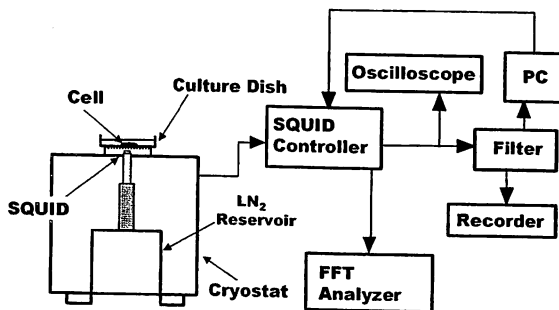 Cell
Culture Dish
SQUID
LN2
Reservoir
Cryostat
SQUID
Controller
Oscilloscope
PC
Filter
Recorder
FFT
Analyzer